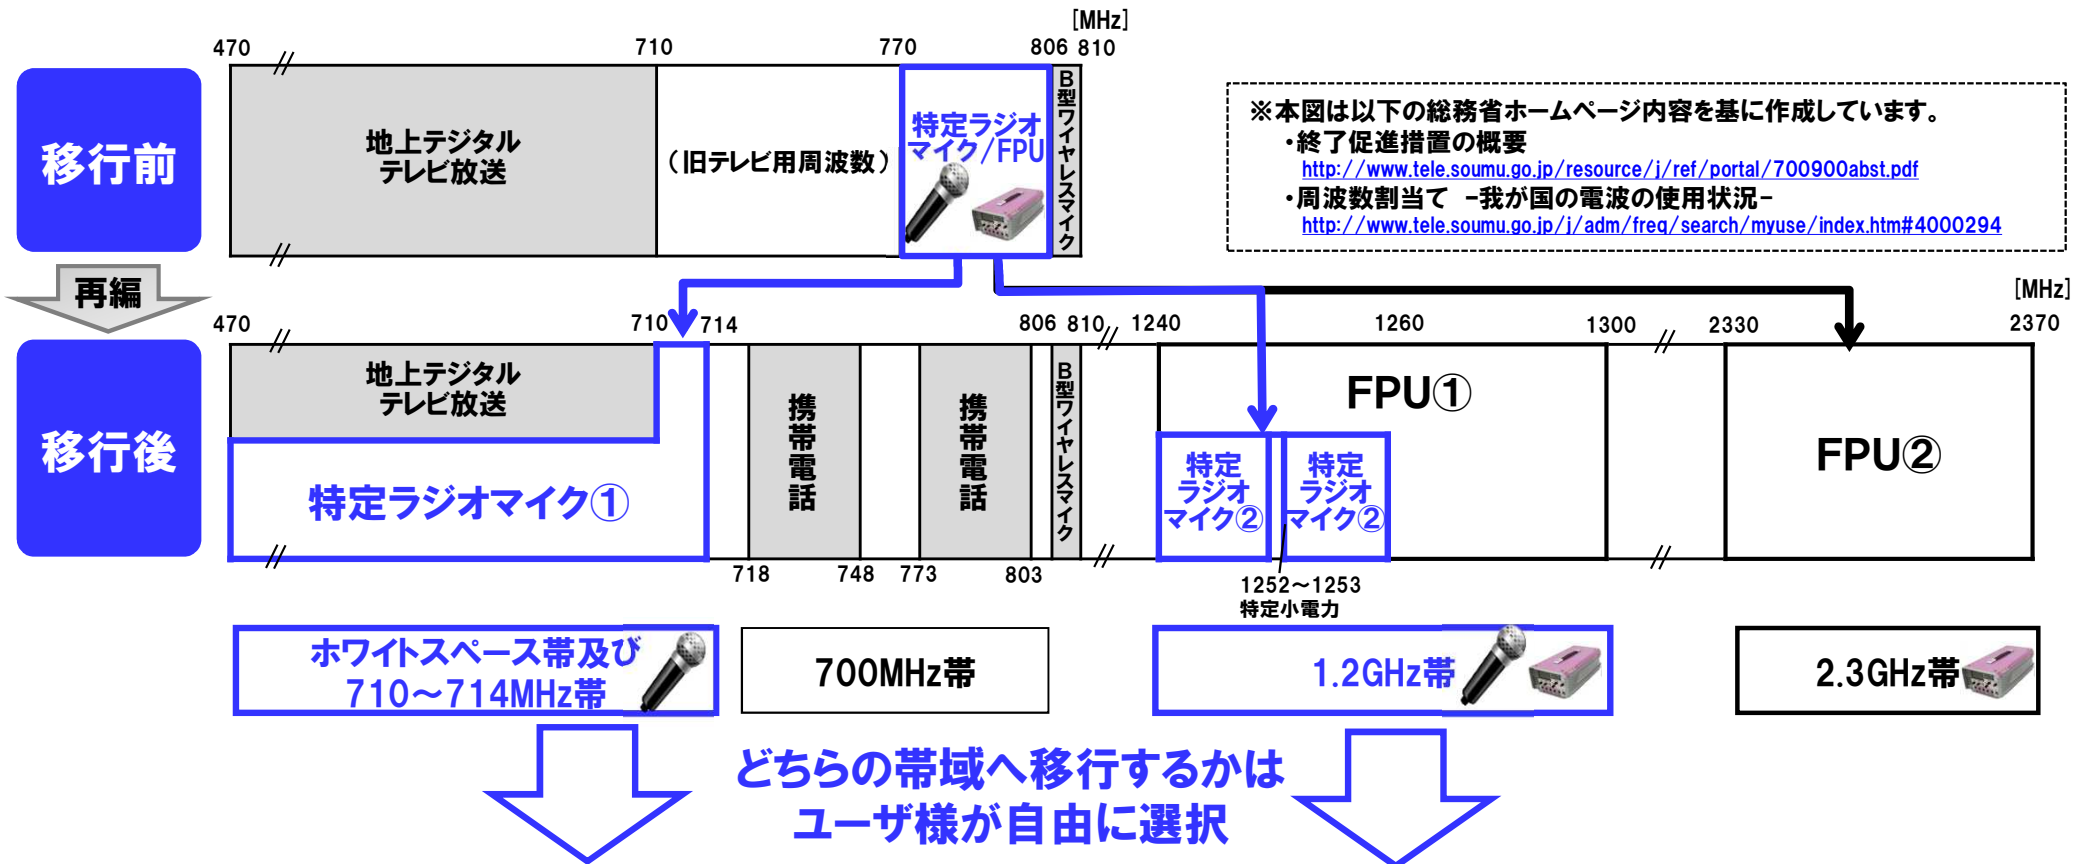 [MHz]
470
710
770
806
810
移行前
地上デジタル
テレビ放送
(旧テレビ用周波数)
特定ラジオ
マイク/FPU
B型ワイヤレスマイク
※本図は以下の総務省ホームページ内容を基に作成しています。
・終了促進措置の概要
http://www.tele.soumu.go.jp/resource/j/ref/portal/700900abst.pdf
・周波数割当て -我が国の電波の使用状況-
http://www.tele.soumu.go.jp/j/adm/freq/search/myuse/index.htm#4000294
再編
[MHz]
470
710
714
806
810
1240
1260
1300
2330
2370
移行後
地上デジタル
テレビ放送
特定ラジオマイク①
携帯電話
携帯電話
B型ワイヤレスマイク
FPU①
特定
ラジオ
マイク②
特定
ラジオ
マイク②
FPU②
718
748
773
803
1252~1253
特定小電力
ホワイトスペース帯及び
710~714MHz帯
700MHz帯
1.2GHz帯
2.3GHz帯
どちらの帯域へ移行するかは
ユーザ様が自由に選択